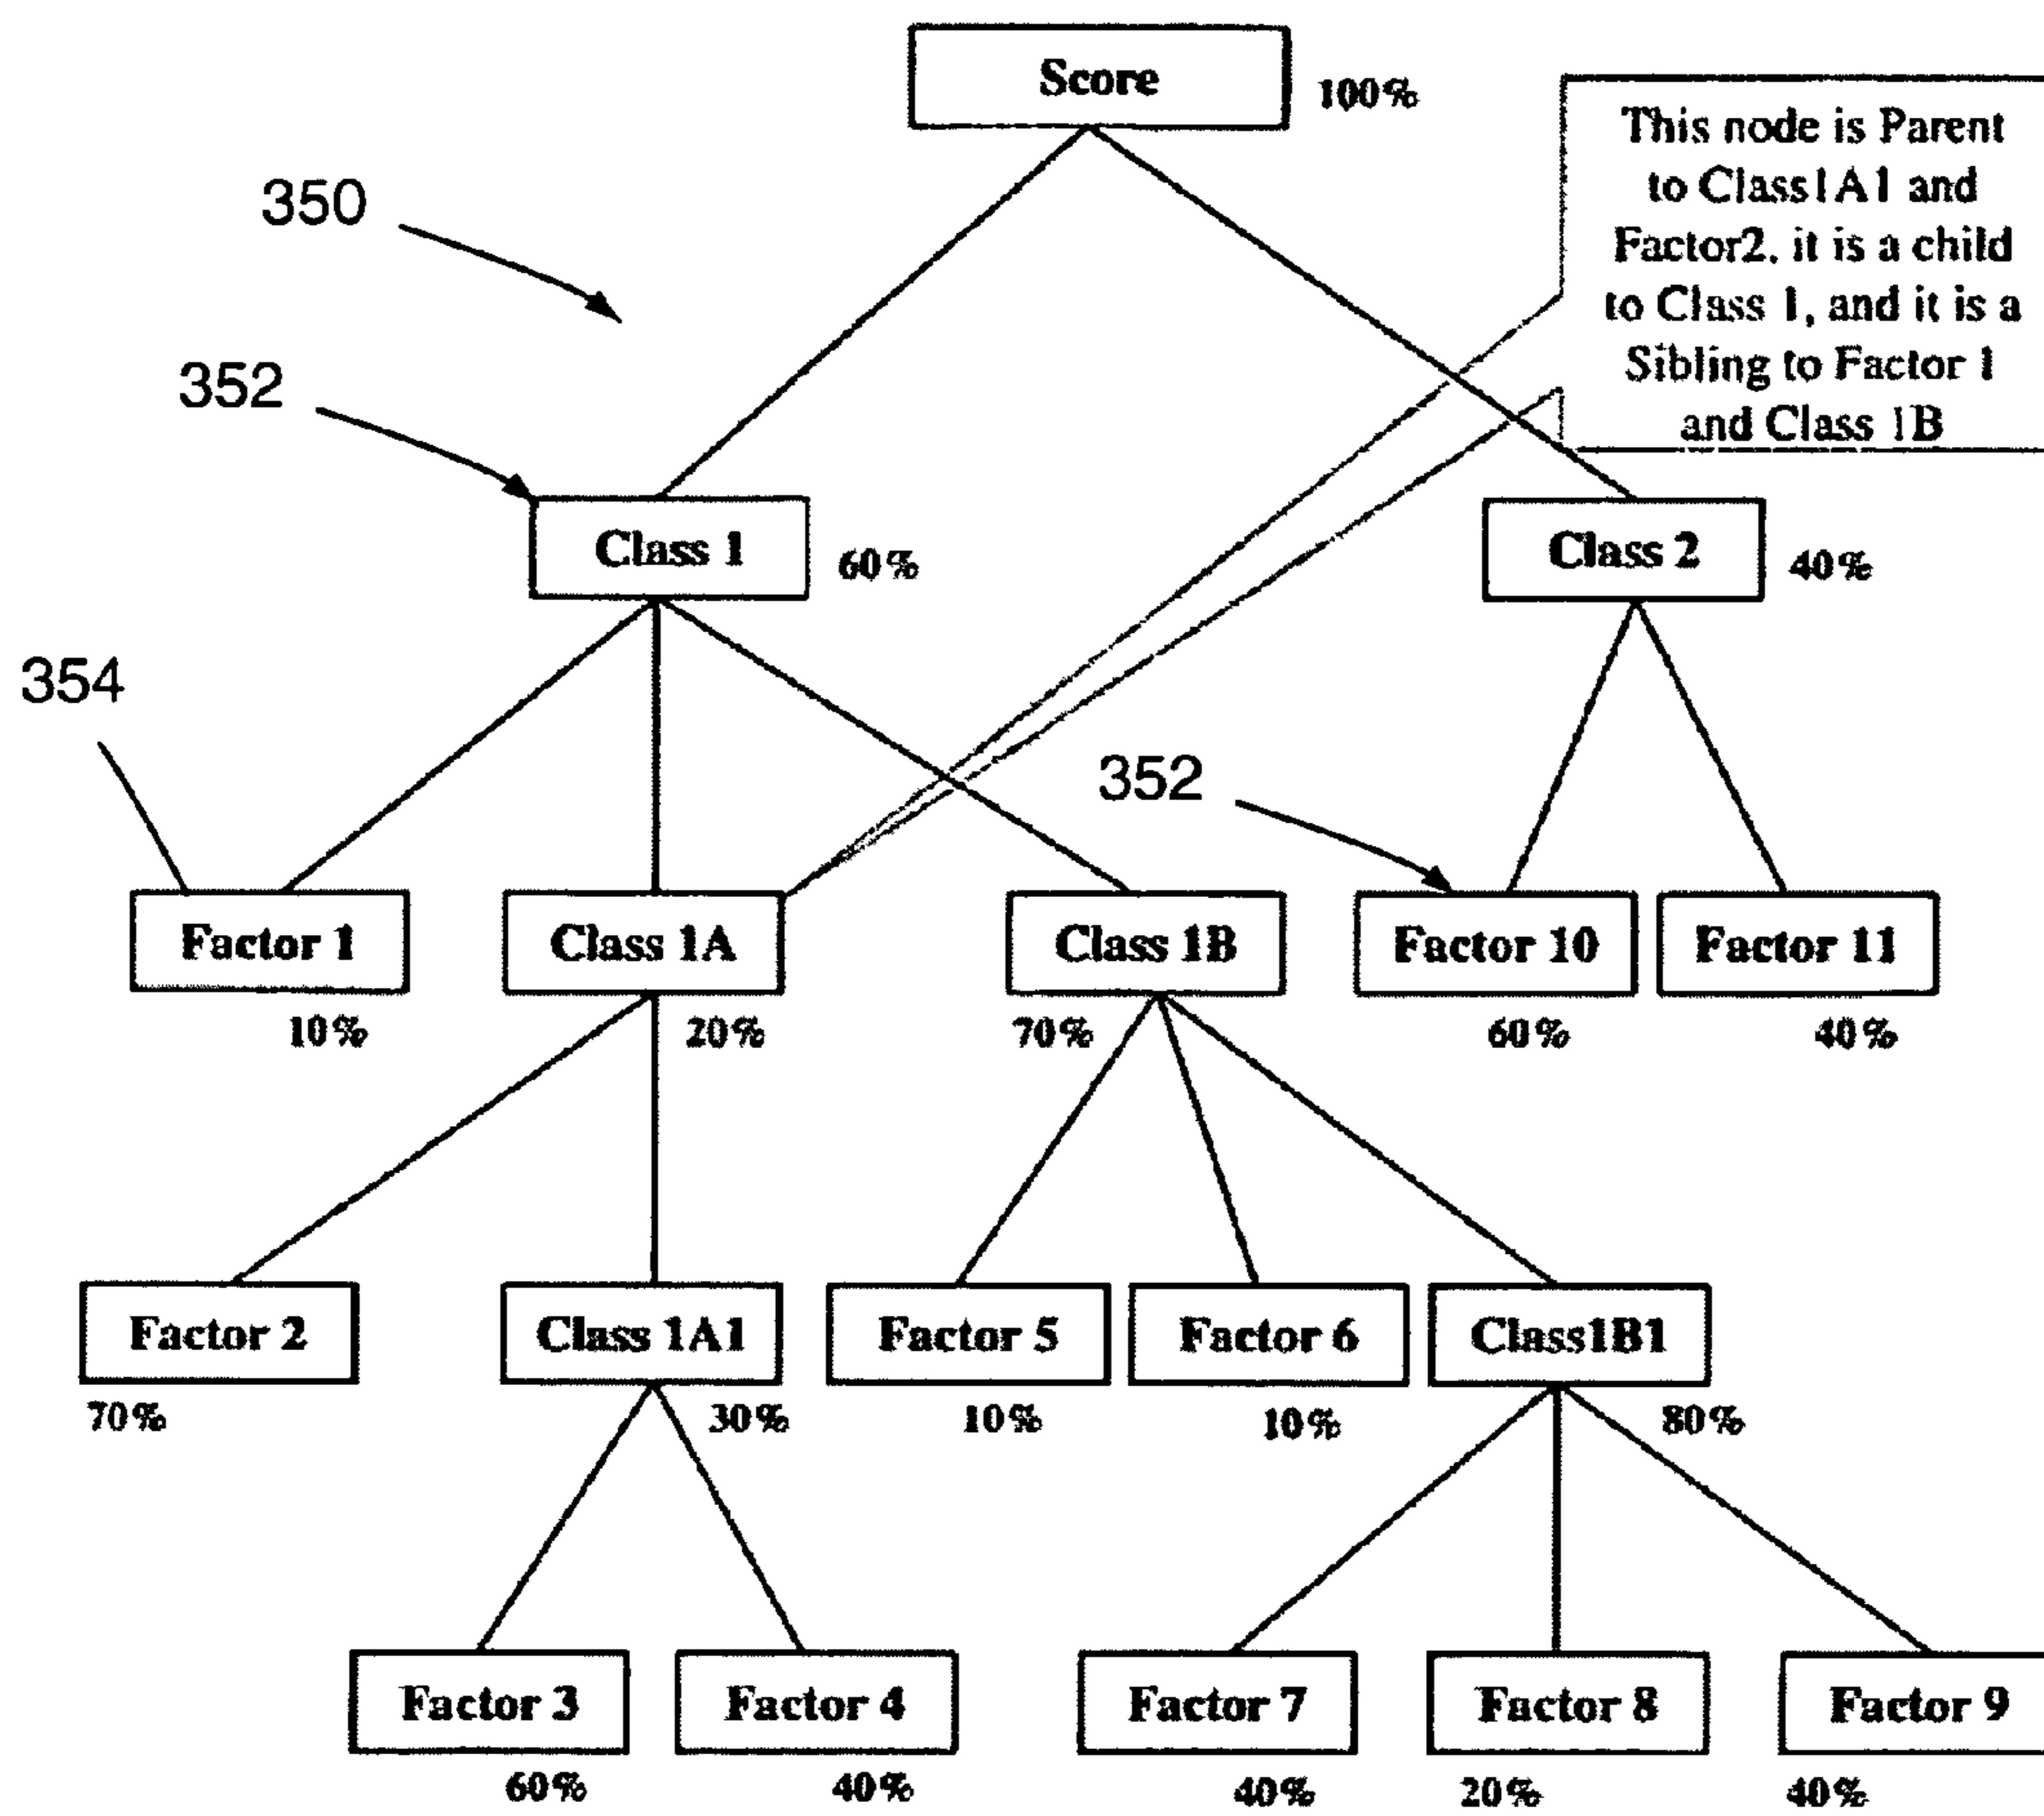 Score
100%
This node is Parent
to Class1A1 and
Factor2. it is a child
to Class 1, and it is a
Sibling to Factor 1
and Class 1B
350
352
Class 1
60%
Class 2
40%
354
352
Factor 1
Class 1A
Class 1B
Factor 10
Factor 11
10%
20%
70%
60%
40%
Factor 2
Class 1A1
Factor 5
Factor 6
Class1B1
70%
30%
10%
10%
80%
Factor 3
Factor 4
Factor 7
Factor 8
Factor 9
60%
40%
40%
20%
40%